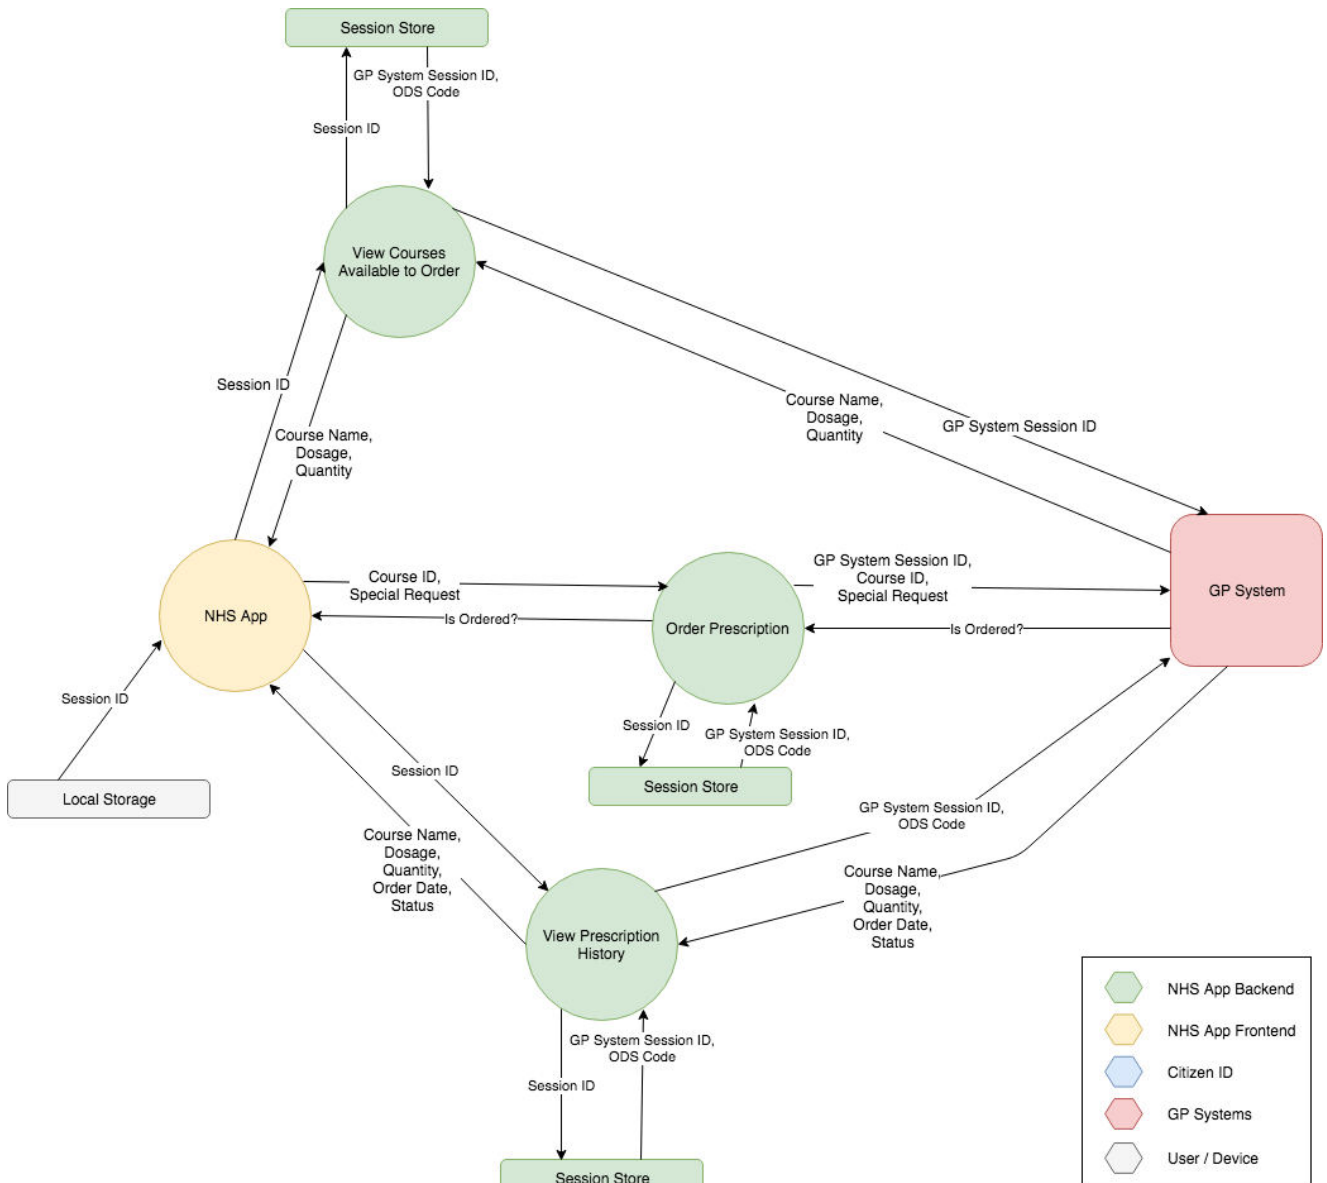 Session Store
GP System Session ID,
ODS Code
Session ID
View Courses
Available to Order
Session ID
Course Name,
Dosage,
Quantity
Course Name,
Dosage,
Quantity
GP System Session ID
NHS App
Course ID,
Special Request
Is Ordered?
Order Prescription
GP System Session ID,
Course ID,
Special Request
Is Ordered?
GP System
Session ID
Local Storage
Session ID
GP System Session ID,
ODS Code
Session Store
Session ID
Course Name,
Dosage,
Quantity,
Order Date,
Status
GP System Session ID,
ODS Code
Course Name,
Dosage,
Quantity,
Order Date,
Status
View Prescription
History
GP System Session ID,
ODS Code
Session ID
Session Store
NHS App Backend
NHS App Frontend
Citizen ID
GP Systems
User / Device